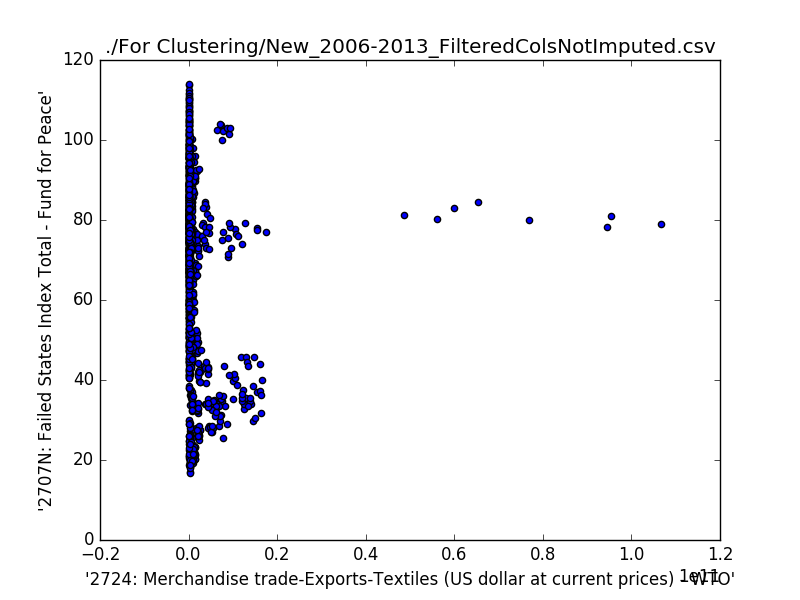 ./For Clustering/New_2006-2013_FilteredColsNotImputed.csv
120
100
80
60
40
20
0
'2707N: Failed States Index Total - Fund for Peace'
−0.2 0.0 0.2 0.4 0.6 0.8 1.0 1.2
1e11
'2724: Merchandise trade-Exports-Textiles (US dollar at current prices) - WTO'